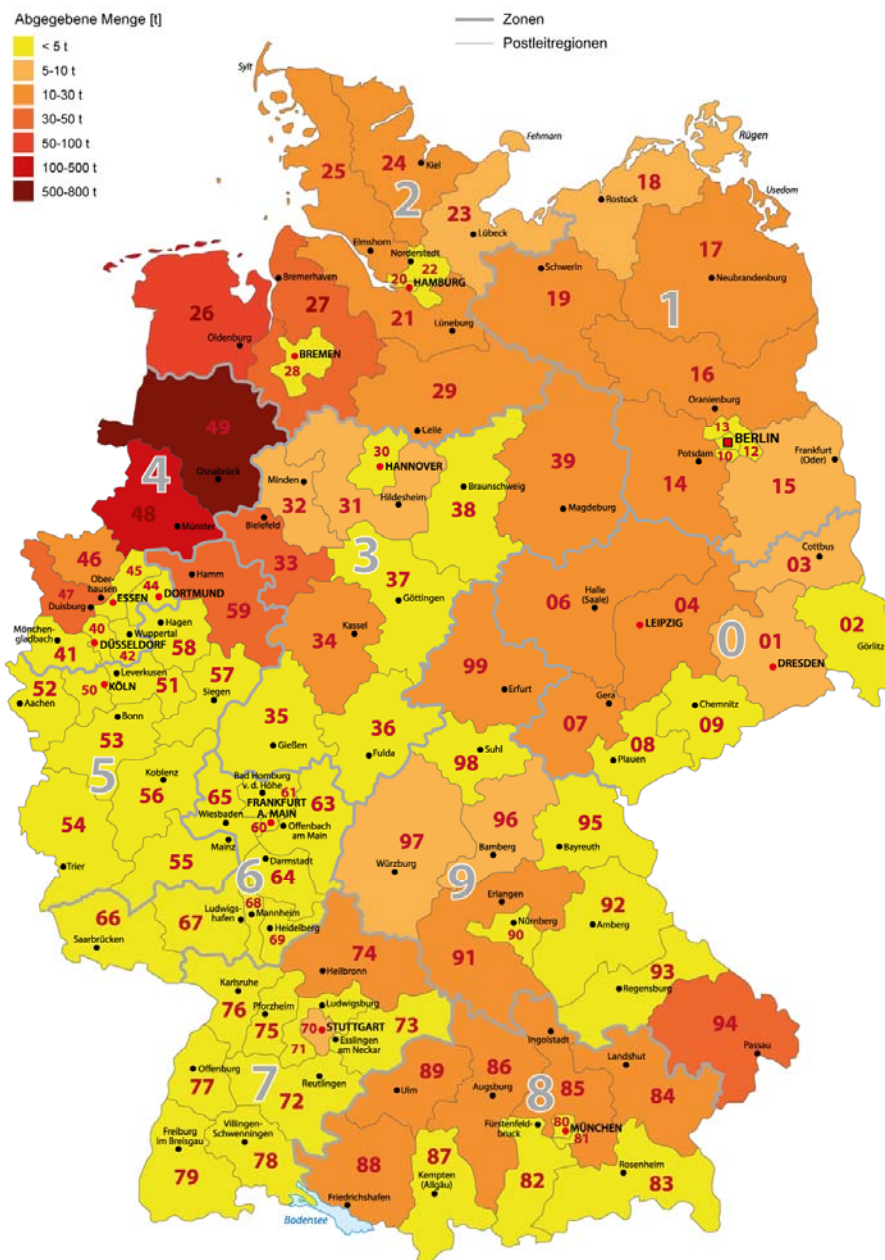 Abgegebene Menge [t]
< 5 t
5-10 t
10-30 t
30-50 t
50-100 t
100-500 t
500-800 t
Zonen
Postleitregionen
Sylt
Fehmarn
Rügen
Usedom
25
24
Kiel
2
23
Lübeck
18
Rostock
17
Neubrandenburg
Elmshorn
Norderstedt
22
20
HAMBURG
Schwerin
19
1
Bremerhaven
26
27
Oldenburg
21
Lüneburg
BREMEN
28
29
Celle
16
Oranienburg
13
BERLIN
10
12
Potsdam
14
Frankfurt
(Oder)
15
49
4
Osnabrück
48
Münster
30
HANNOVER
Minden
32
31
Hildesheim
Braunschweig
38
39
Magdeburg
Bielefeld
33
3
37
Göttingen
Cottbus
03
46
45
Ober-
hausen
47
44
Duisburg
ESSEN
DORTMUND
Hamm
59
06
Halle
(Saale)
04
LEIPZIG
0
01
DRESDEN
02
Görlitz
Mönchen-
gladbach
40
41
DÜSSELDORF
42
Wuppertal
Hagen
58
34
Kassel
99
Erfurt
52
Aachen
50
KÖLN
Leverkusen
51
57
Siegen
Bonn
53
5
Gera
07
Chemnitz
09
08
Plauen
35
Gießen
36
Fulda
Suhl
98
Koblenz
56
54
Trier
55
Bad Homburg
v. d. Höhe
61
65
FRANKFURT
A. MAIN
63
Wiesbaden
60
Offenbach
am Main
Mainz
Darmstadt
64
6
97
Würzburg
96
Bamberg
95
Bayreuth
9
66
Saarbrücken
67
Ludwigs-
hafen
68
Mannheim
Heidelberg
69
Erlangen
Nürnberg
90
91
92
Amberg
93
Regensburg
74
Heilbronn
94
Passau
Karlsruhe
76
Pforzheim
75
Ludwigsburg
70
STUTTGART
71
Esslingen
am Neckar
73
Offenburg
77
7
Reutlingen
72
Ingolstadt
Landshut
84
89
Ulm
86
Augsburg
8
85
Fürstenfeld-
bruck
80
MÜNCHEN
81
Freiburg
im Breisgau
79
Villingen-
Schwenningen
78
88
Friedrichshafen
Bodensee
87
Kempten
(Allgäu)
82
Rosenheim
83